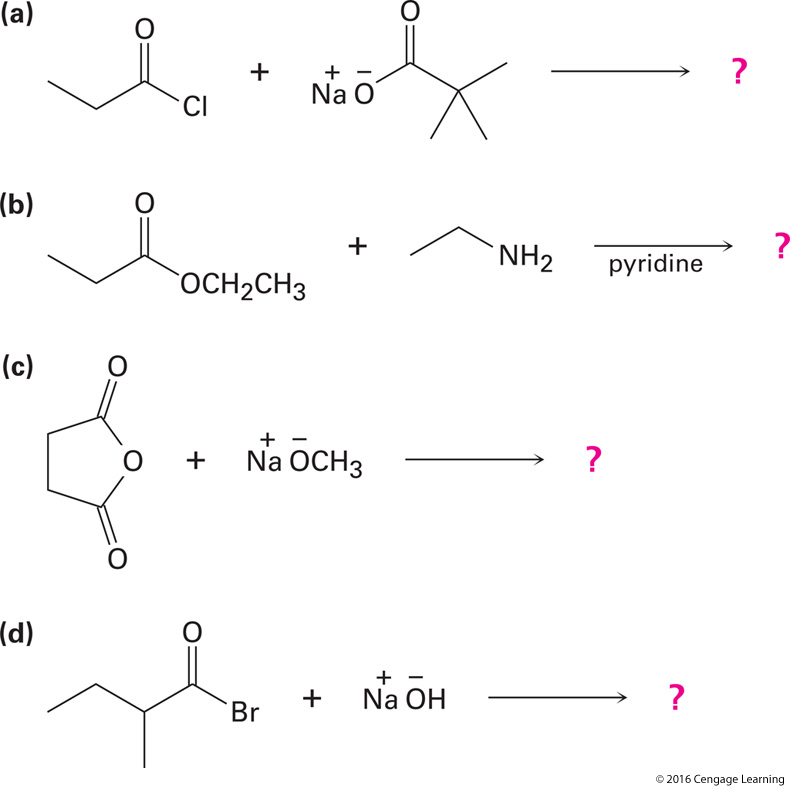 (a)
O
Cl
+
+ −
Na O
O
?
(b)
O
OCH₂CH₃
+
NH₂
pyridine
?
(c)
O
O
O
+
+ −
Na OCH₃
?
(d)
O
Br
+
+ −
Na OH
?
© 2016 Cengage Learning